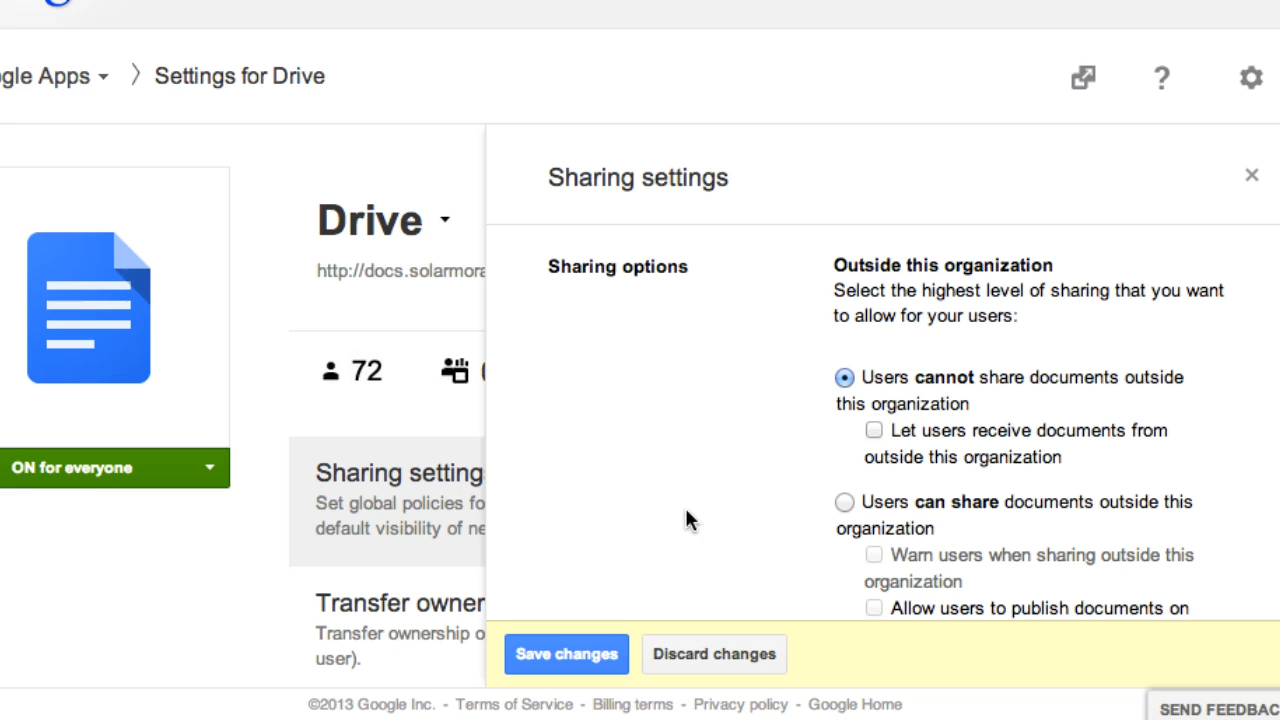 gle Apps
Settings for Drive
Sharing settings
Drive
http://docs.solarmora
72
ON for everyone
Sharing setting
Set global policies fo
default visibility of ne
Transfer owner
Transfer ownership o
user).
Sharing options
Outside this organization
Select the highest level of sharing that you want
to allow for your users:
Users cannot share documents outside
this organization
Let users receive documents from
outside this organization
Users can share documents outside this
organization
Warn users when sharing outside this
organization
Allow users to publish documents on
Save changes
Discard changes
©2013 Google Inc. - Terms of Service - Billing terms - Privacy policy - Google Home
SEND FEEDBAC